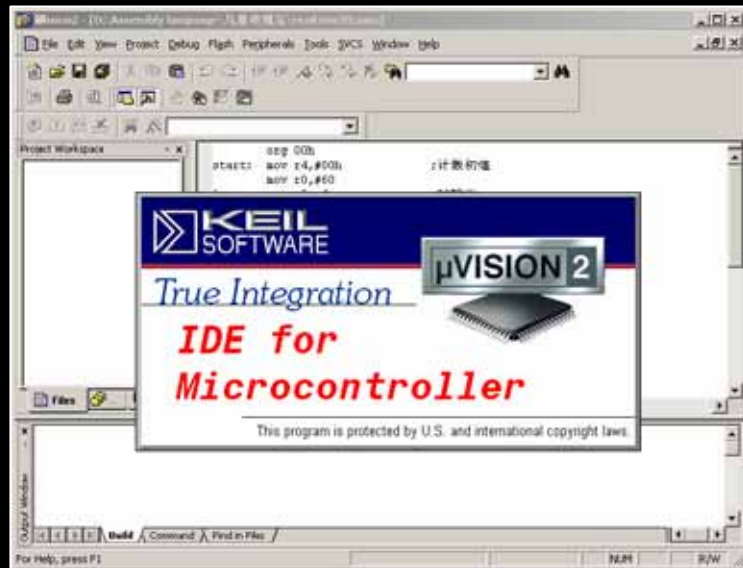 File Edit View Project Debug Flash Peripherals Tools SVCS Window Help
Project Workspace
org 00h
start: mov r4,#00h ;计数初值
mov r0,#60
KEIL
SOFTWARE
µVISION 2
True Integration
IDE for
Microcontroller
This program is protected by U.S. and international copyright laws.
Files
Output Window
Build Command Find in Files
For Help, press F1
NUM R/W